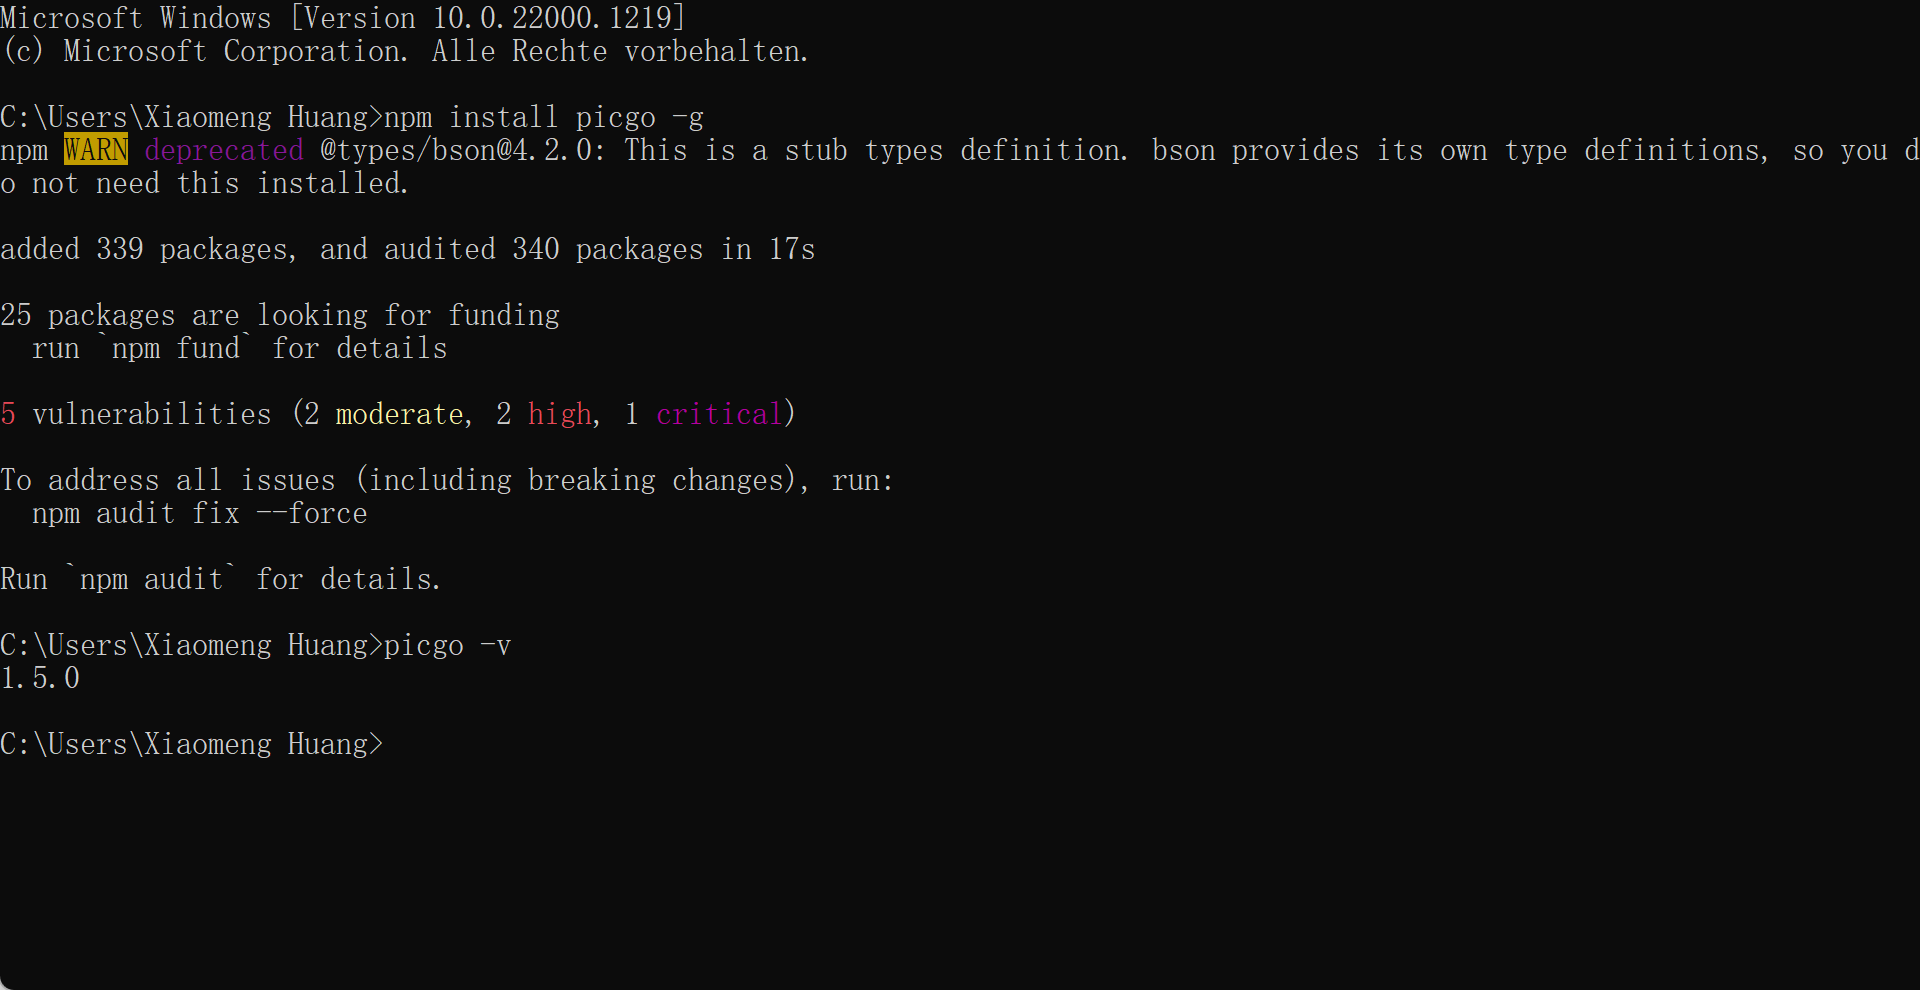 Microsoft Windows [Version 10.0.22000.1219]
(c) Microsoft Corporation. Alle Rechte vorbehalten.
C:\Users\Xiaomeng Huang>npm install picgo -g
npm WARN deprecated @types/bson@4.2.0: This is a stub types definition. bson provides its own type definitions, so you d
o not need this installed.
added 339 packages, and audited 340 packages in 17s
25 packages are looking for funding
  run `npm fund` for details
5 vulnerabilities (2 moderate, 2 high, 1 critical)
To address all issues (including breaking changes), run:
  npm audit fix --force
Run `npm audit` for details.
C:\Users\Xiaomeng Huang>picgo -v
1.5.0
C:\Users\Xiaomeng Huang>